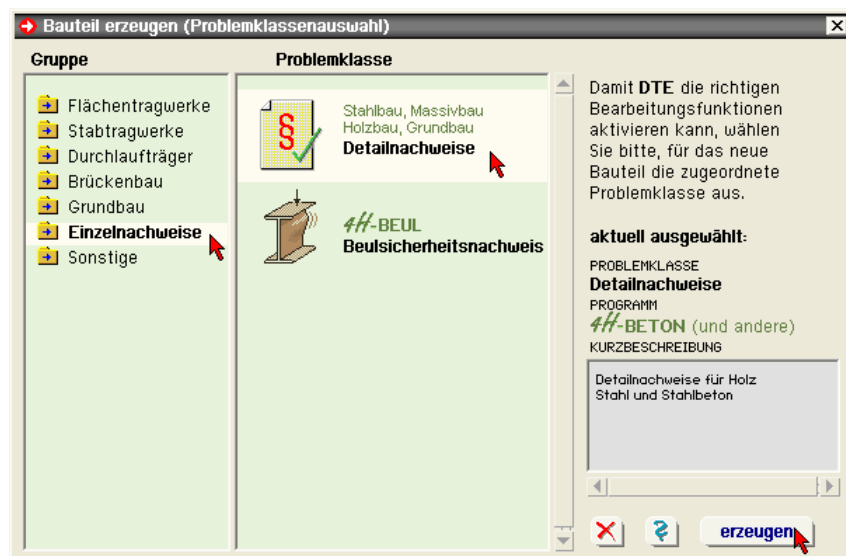 Bauteil erzeugen (Problemklassenauswahl)
Gruppe
Flächentragwerke
Stabtragwerke
Durchlaufträger
Brückenbau
Grundbau
Einzelnachweise
Sonstige
Problemklasse
§
Stahlbau, Massivbau
Holzbau, Grundbau
Detailnachweise
4H-BEUL
Beulsicherheitsnachweis
Damit DTE die richtigen
Bearbeitungsfunktionen
aktivieren kann, wählen
Sie bitte, für das neue
Bauteil die zugeordnete
Problemklasse aus.
aktuell ausgewählt:
PROBLEMKLASSE
Detailnachweise
PROGRAMM
4H-BETON (und andere)
KURZBESCHREIBUNG
Detailnachweise für Holz
Stahl und Stahlbeton
?
erzeugen